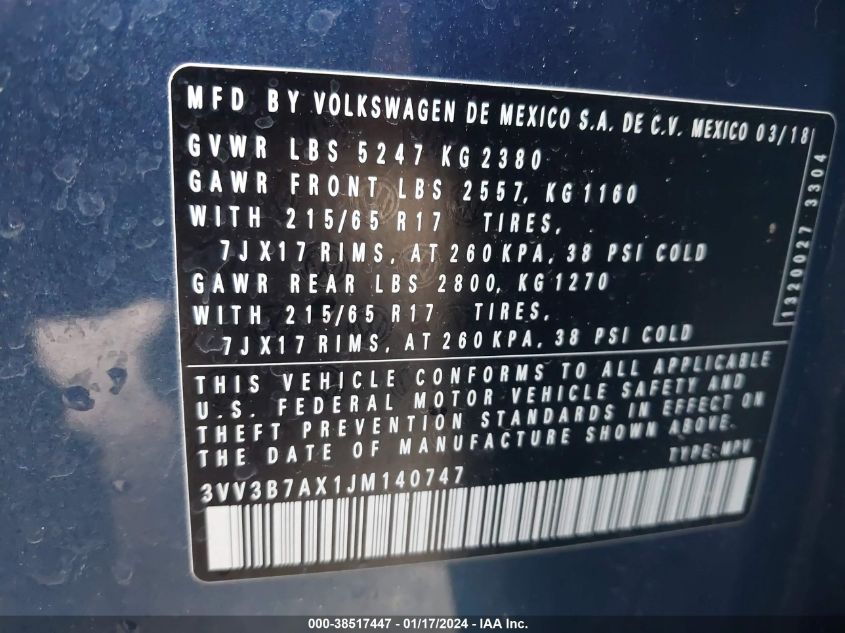 MFD BY VOLKSWAGEN DE MEXICO S.A. DE C.V. MEXICO 03/18
GVWR LBS 5247 KG 2380
GAWR FRONT LBS 2557, KG 1160
WITH 215/65 R17 TIRES,
7JX17 RIMS, AT 260 KPA, 38 PSI COLD
GAWR REAR LBS 2800, KG 1270
WITH 215/65 R17 TIRES,
7JX17 RIMS, AT 260 KPA, 38 PSI COLD
1320027 3304
THIS VEHICLE CONFORMS TO ALL APPLICABLE
U.S. FEDERAL MOTOR VEHICLE SAFETY AND
THEFT PREVENTION STANDARDS IN EFFECT ON
THE DATE OF MANUFACTURE SHOWN ABOVE.
TYPE: MPV
3VV3B7AX1JM140747
000-38517447 - 01/17/2024 - IAA Inc.